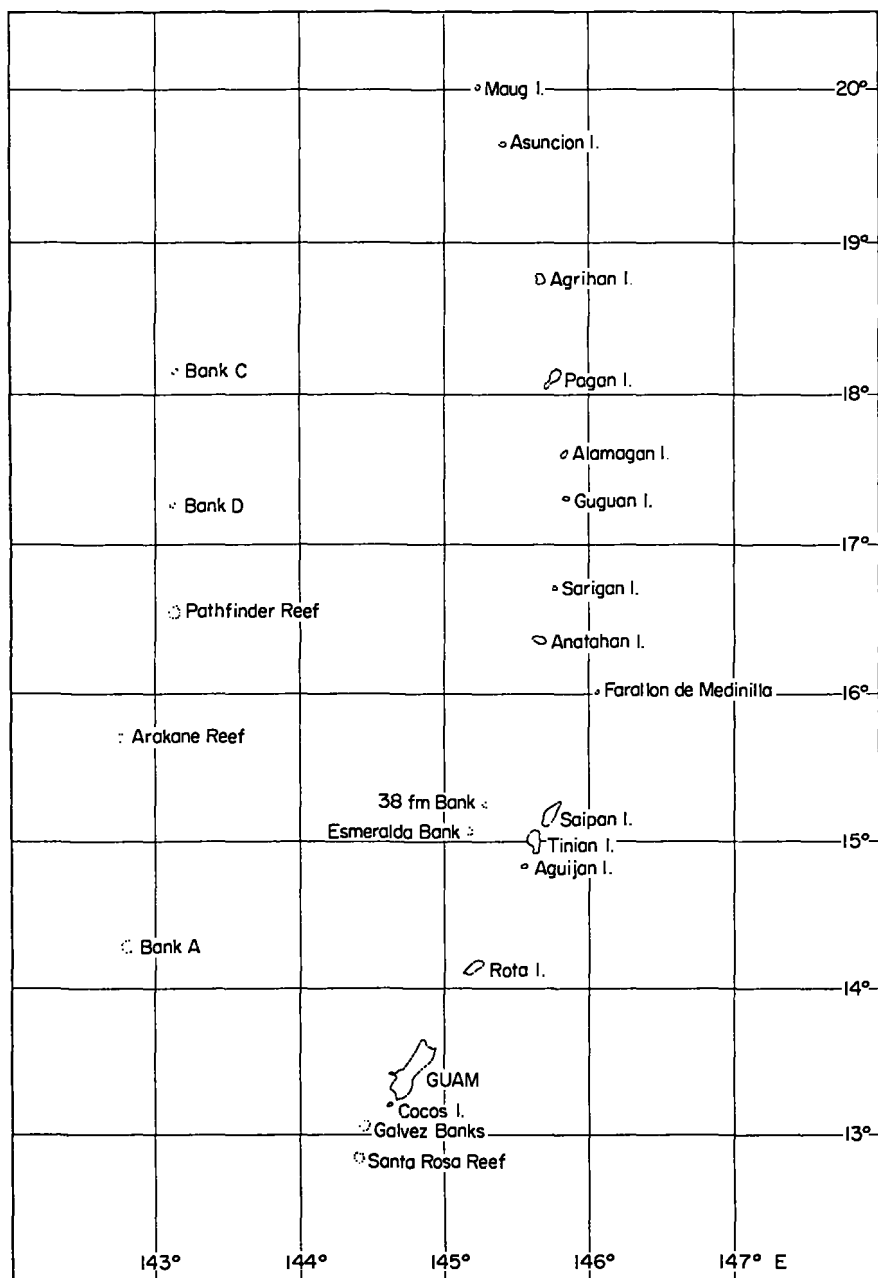 Maug I.
20°
Asuncion I.
19°
Agrihan I.
Bank C
Pagan I.
18°
Alamagan I.
Bank D
Guguan I.
17°
Sarigan I.
Pathfinder Reef
Anatahan I.
Farallon de Medinilla
16°
Arakane Reef
38 fm Bank
Saipan I.
Esmeralda Bank
Tinian I.
15°
Aguijan I.
Bank A
Rota I.
14°
GUAM
Cocos I.
Galvez Banks
13°
Santa Rosa Reef
143° 144° 145° 146° 147° E